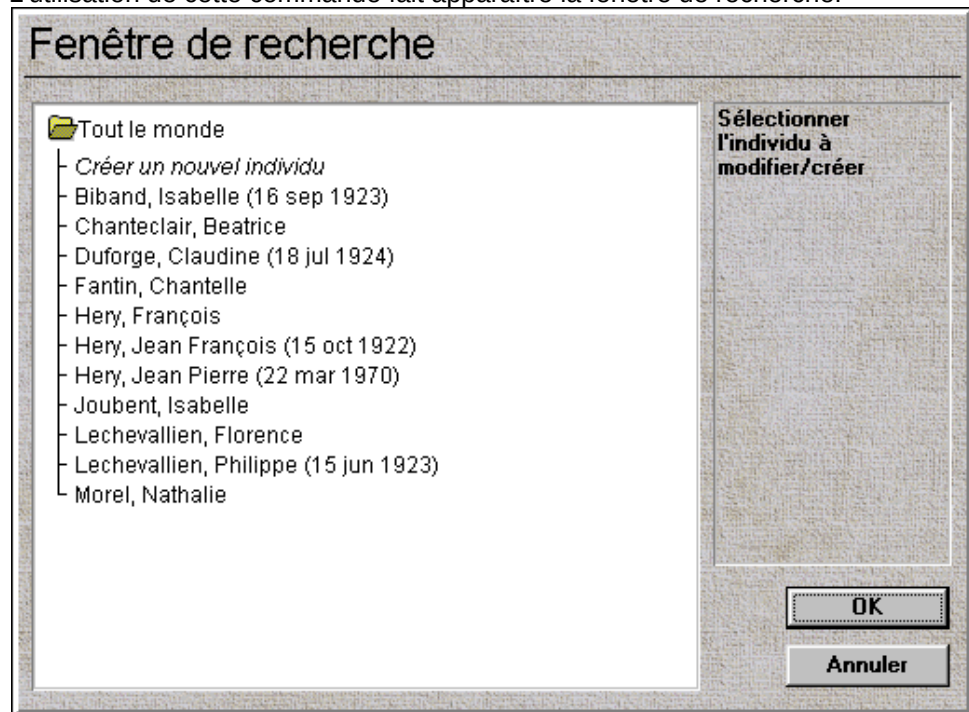 L'utilisation de cette commande fait apparaître la fenêtre de recherche.
Fenêtre de recherche
Tout le monde
Créer un nouvel individu
Biband, Isabelle (16 sep 1923)
Chanteclair, Beatrice
Duforge, Claudine (18 jul 1924)
Fantin, Chantelle
Hery, François
Hery, Jean François (15 oct 1922)
Hery, Jean Pierre (22 mar 1970)
Joubent, Isabelle
Lechevallien, Florence
Lechevallien, Philippe (15 jun 1923)
Morel, Nathalie
Sélectionner
l'individu à
modifier/créer
OK
Annuler